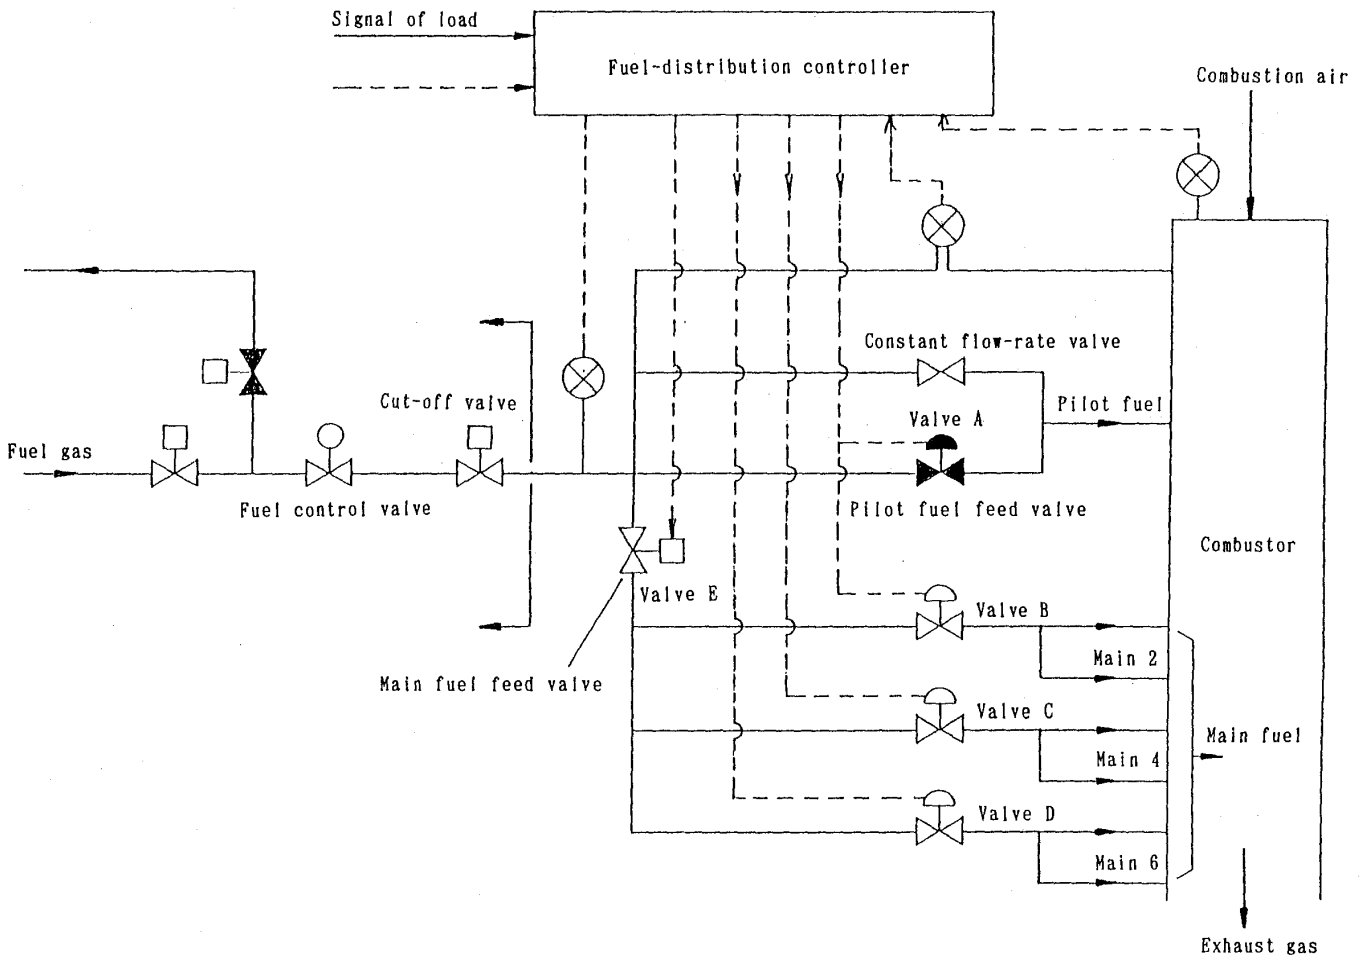 Signal of load
Fuel-distribution controller
Combustion air
Constant flow-rate valve
Cut-off valve
Pilot fuel
Valve A
Fuel gas
Fuel control valve
Pilot fuel feed valve
Combustor
Valve E
Valve B
Main 2
Main fuel feed valve
Valve C
Main fuel
Main 4
Valve D
Main 6
Exhaust gas